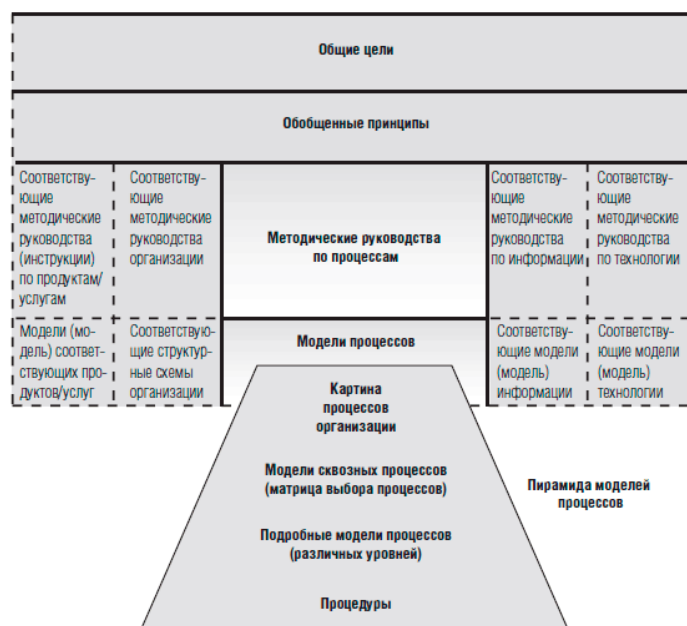 Общие цели
Обобщенные принципы
Соответству-
ющие
методические
руководства
(инструкции)
по продуктам/
услугам
Соответству-
ющие
методические
руководства
организации
Методические руководства
по процессам
Соответству-
ющие
методические
руководства
по информации
Соответству-
ющие
методические
руководства
по технологии
Модели (мо-
дель) соответ-
ствующих про-
дуктов/услуг
Соответствую-
щие структур-
ные схемы
организации
Модели процессов
Соответству-
ющие модели
(модель)
информации
Соответству-
ющие модели
(модель)
технологии
Картина
процессов
организации
Модели сквозных процессов
(матрица выбора процессов)
Пирамида моделей
процессов
Подробные модели процессов
(различных уровней)
Процедуры